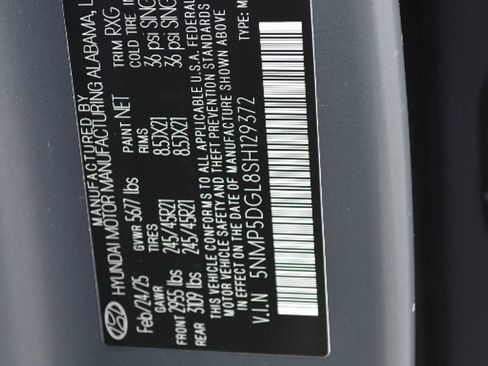 MANUFACTURED BY
HYUNDAI MOTOR MANUFACTURING ALABAMA, L
Feb/24/25 GVWR 5677 lbs PAINT NET TRIM RXG
GAWR TIRES RIMS COLD TIRE
FRONT 2955 lbs 245/45R21 8.5JX21 36 psi SING
REAR 3109 lbs 245/45R21 8.5JX21 36 psi SING
THIS VEHICLE CONFORMS TO ALL APPLICABLE U.S.A. FEDERAL
MOTOR VEHICLE SAFETY AND THEFT PREVENTION STANDARDS
IN EFFECT ON THE DATE OF MANUFACTURE SHOWN ABOVE
V.I.N 5NMP5DGL8SH129372 TYPE: M